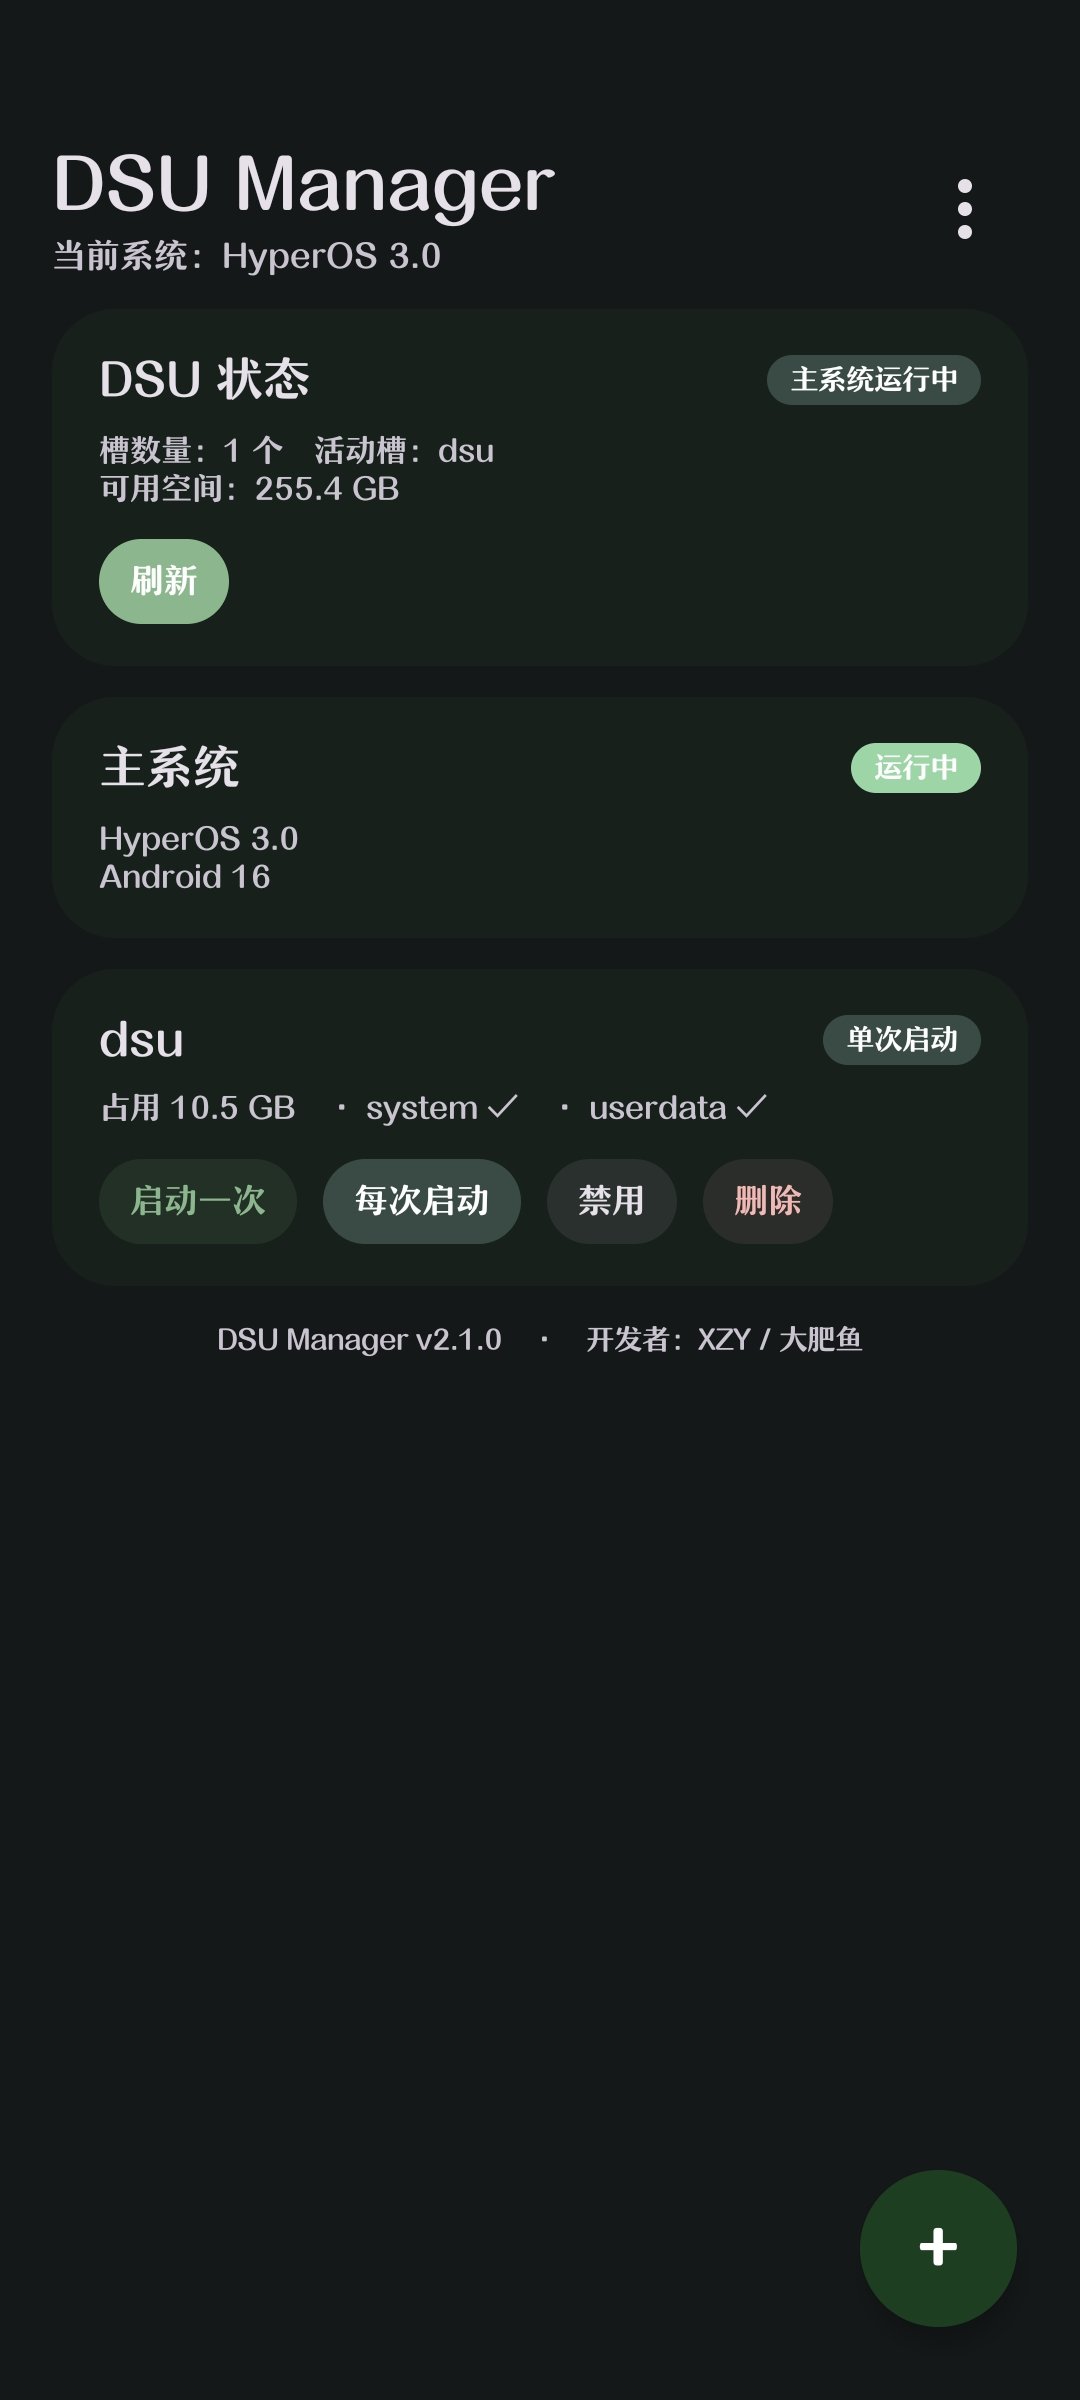 DSU Manager
当前系统：HyperOS 3.0
DSU 状态
主系统运行中
槽数量：1 个 活动槽：dsu
可用空间：255.4 GB
刷新
主系统
运行中
HyperOS 3.0
Android 16
dsu
单次启动
占用 10.5 GB · system ✓ · userdata ✓
启动一次 每次启动 禁用 删除
DSU Manager v2.1.0 · 开发者：XZY / 大肥鱼
+